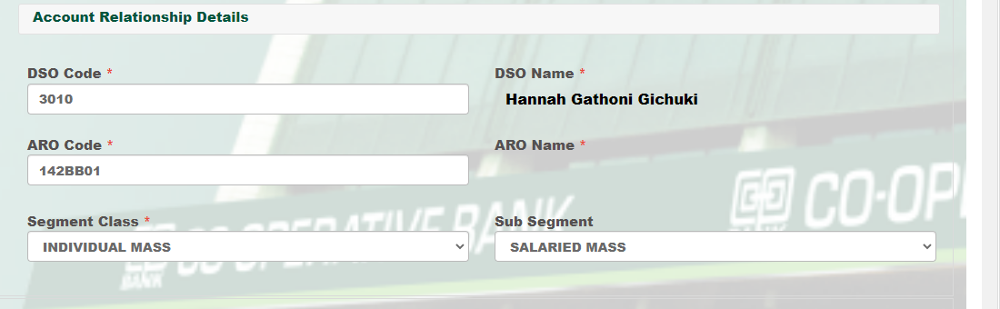 Account Relationship Details
DSO Code *
DSO Name *
3010
Hannah Gathoni Gichuki
ARO Code *
ARO Name *
142BB01
Segment Class *
Sub Segment
INDIVIDUAL MASS
SALARIED MASS
CO-OPERATIVE BANK
BANK
CO-OP
BANK